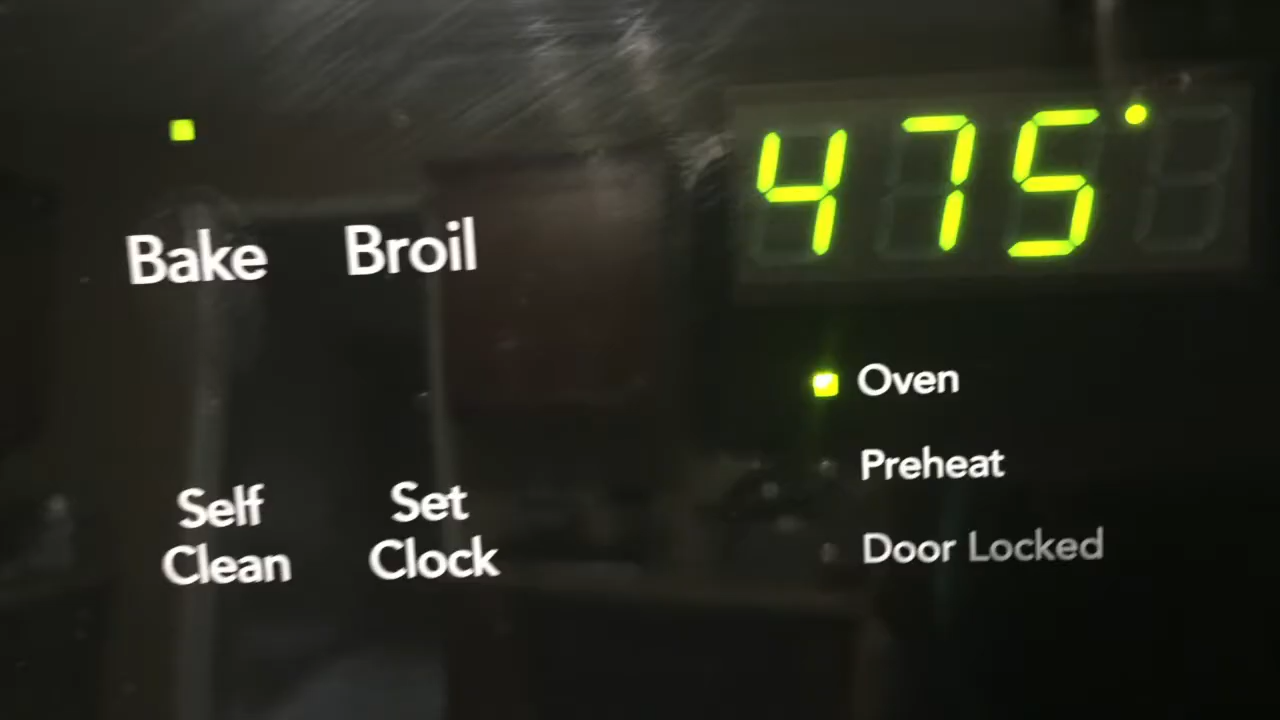 475°
Bake
Broil
Oven
Preheat
Self
Clean
Set
Clock
Door Locked